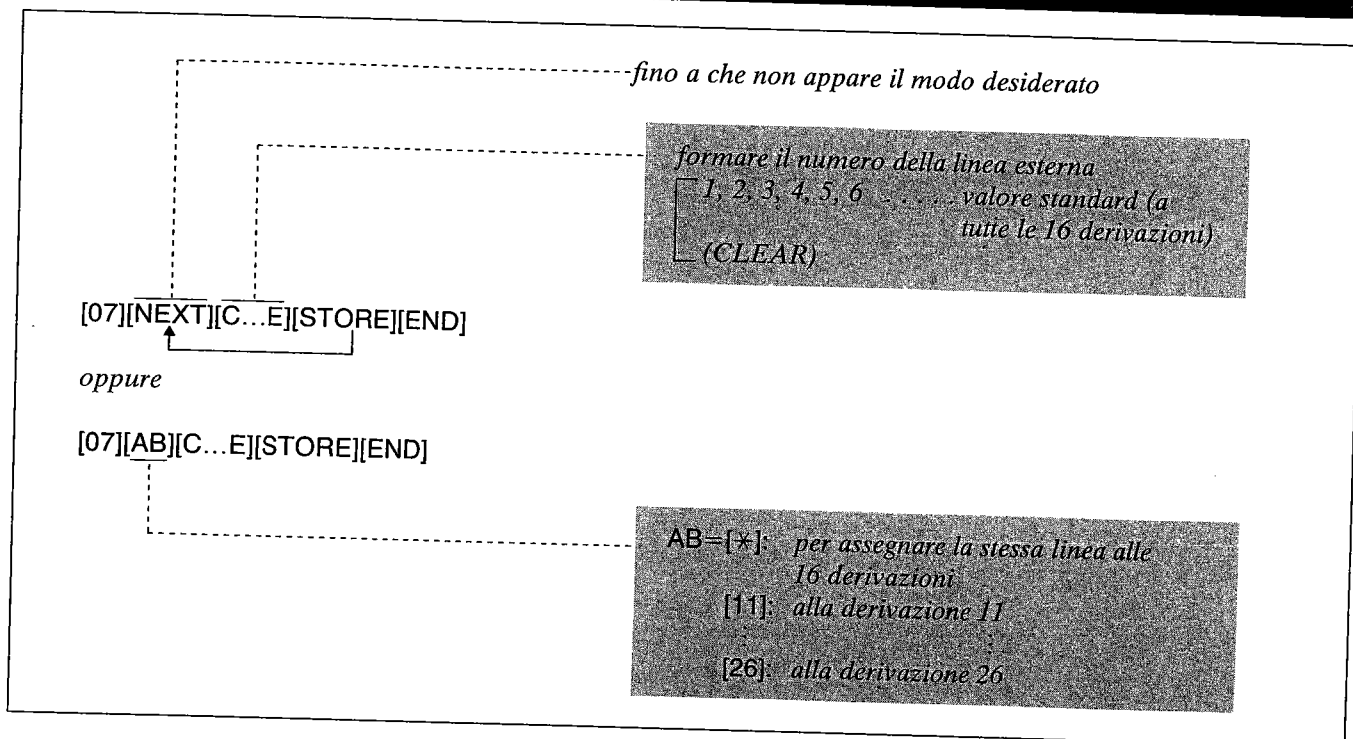 fino a che non appare il modo desiderato
formare il numero della linea esterna
1, 2, 3, 4, 5, 6 ..... valore standard (a
tutte le 16 derivazioni)
(CLEAR)
[07][NEXT][C...E][STORE][END]
oppure
[07][AB][C...E][STORE][END]
AB=[*]: per assegnare la stessa linea alle
16 derivazioni
[11]: alla derivazione 11
: :
[26]: alla derivazione 26